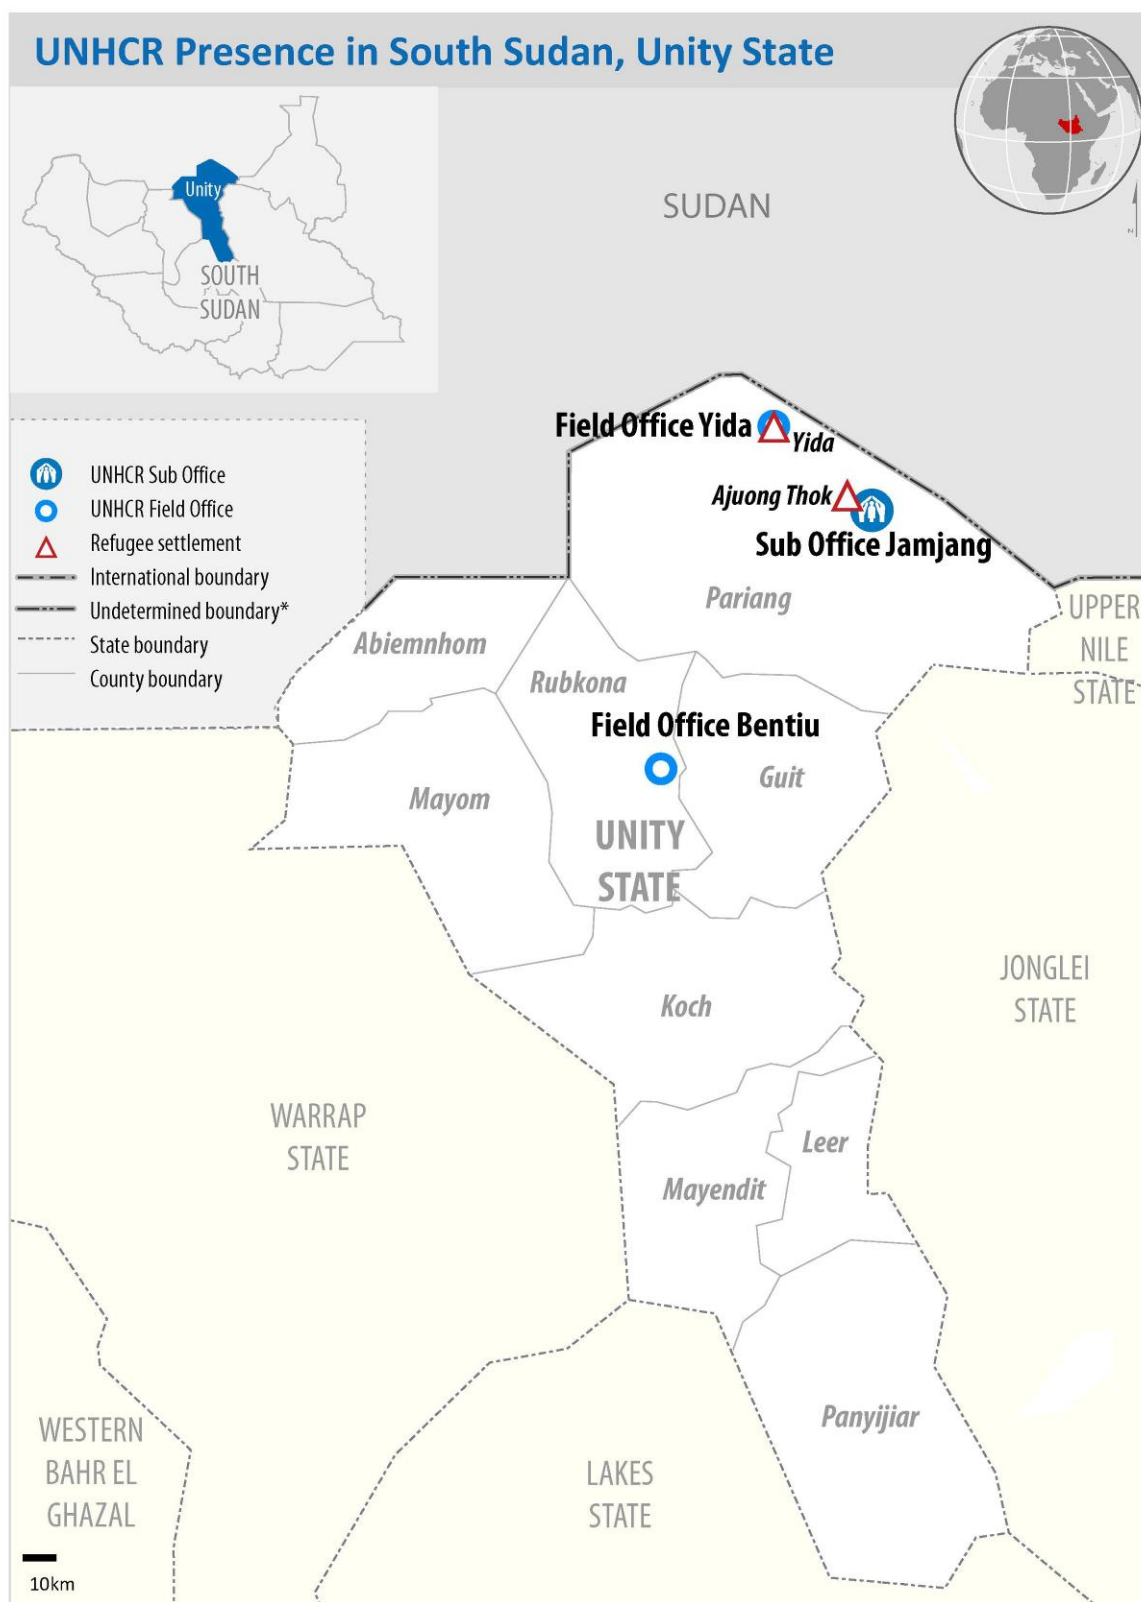 UNHCR Presence in South Sudan, Unity State
Unity
SOUTH
SUDAN
SUDAN
N
UNHCR Sub Office
UNHCR Field Office
Refugee settlement
International boundary
Undetermined boundary*
State boundary
County boundary
Field Office Yida
Yida
Ajuong Thok
Sub Office Jamjang
Pariang
UPPER
NILE
STATE
Abiemnhom
Rubkona
Field Office Bentiu
Guit
Mayom
UNITY
STATE
JONGLEI
STATE
Koch
WARRAP
STATE
Leer
Mayendit
Panyijiar
WESTERN
BAHR EL
GHAZAL
LAKES
STATE
10km